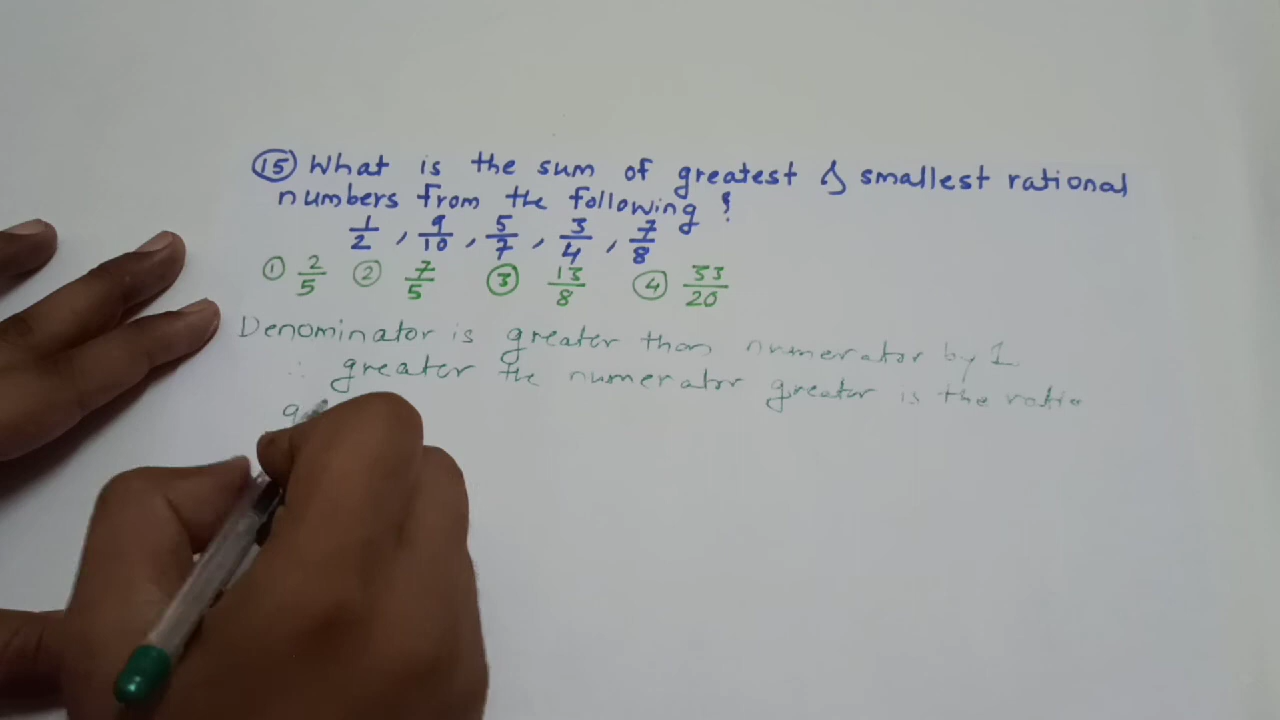 15 What is the sum of greatest & smallest rational
numbers from the following ?
1/2 , 9/10 , 5/7 , 3/4 , 7/8
1 2/5 2 7/5 3 13/8 4 33/20
Denominator is greater than numerator by 1
∴ greater the numerator greator is the ratio